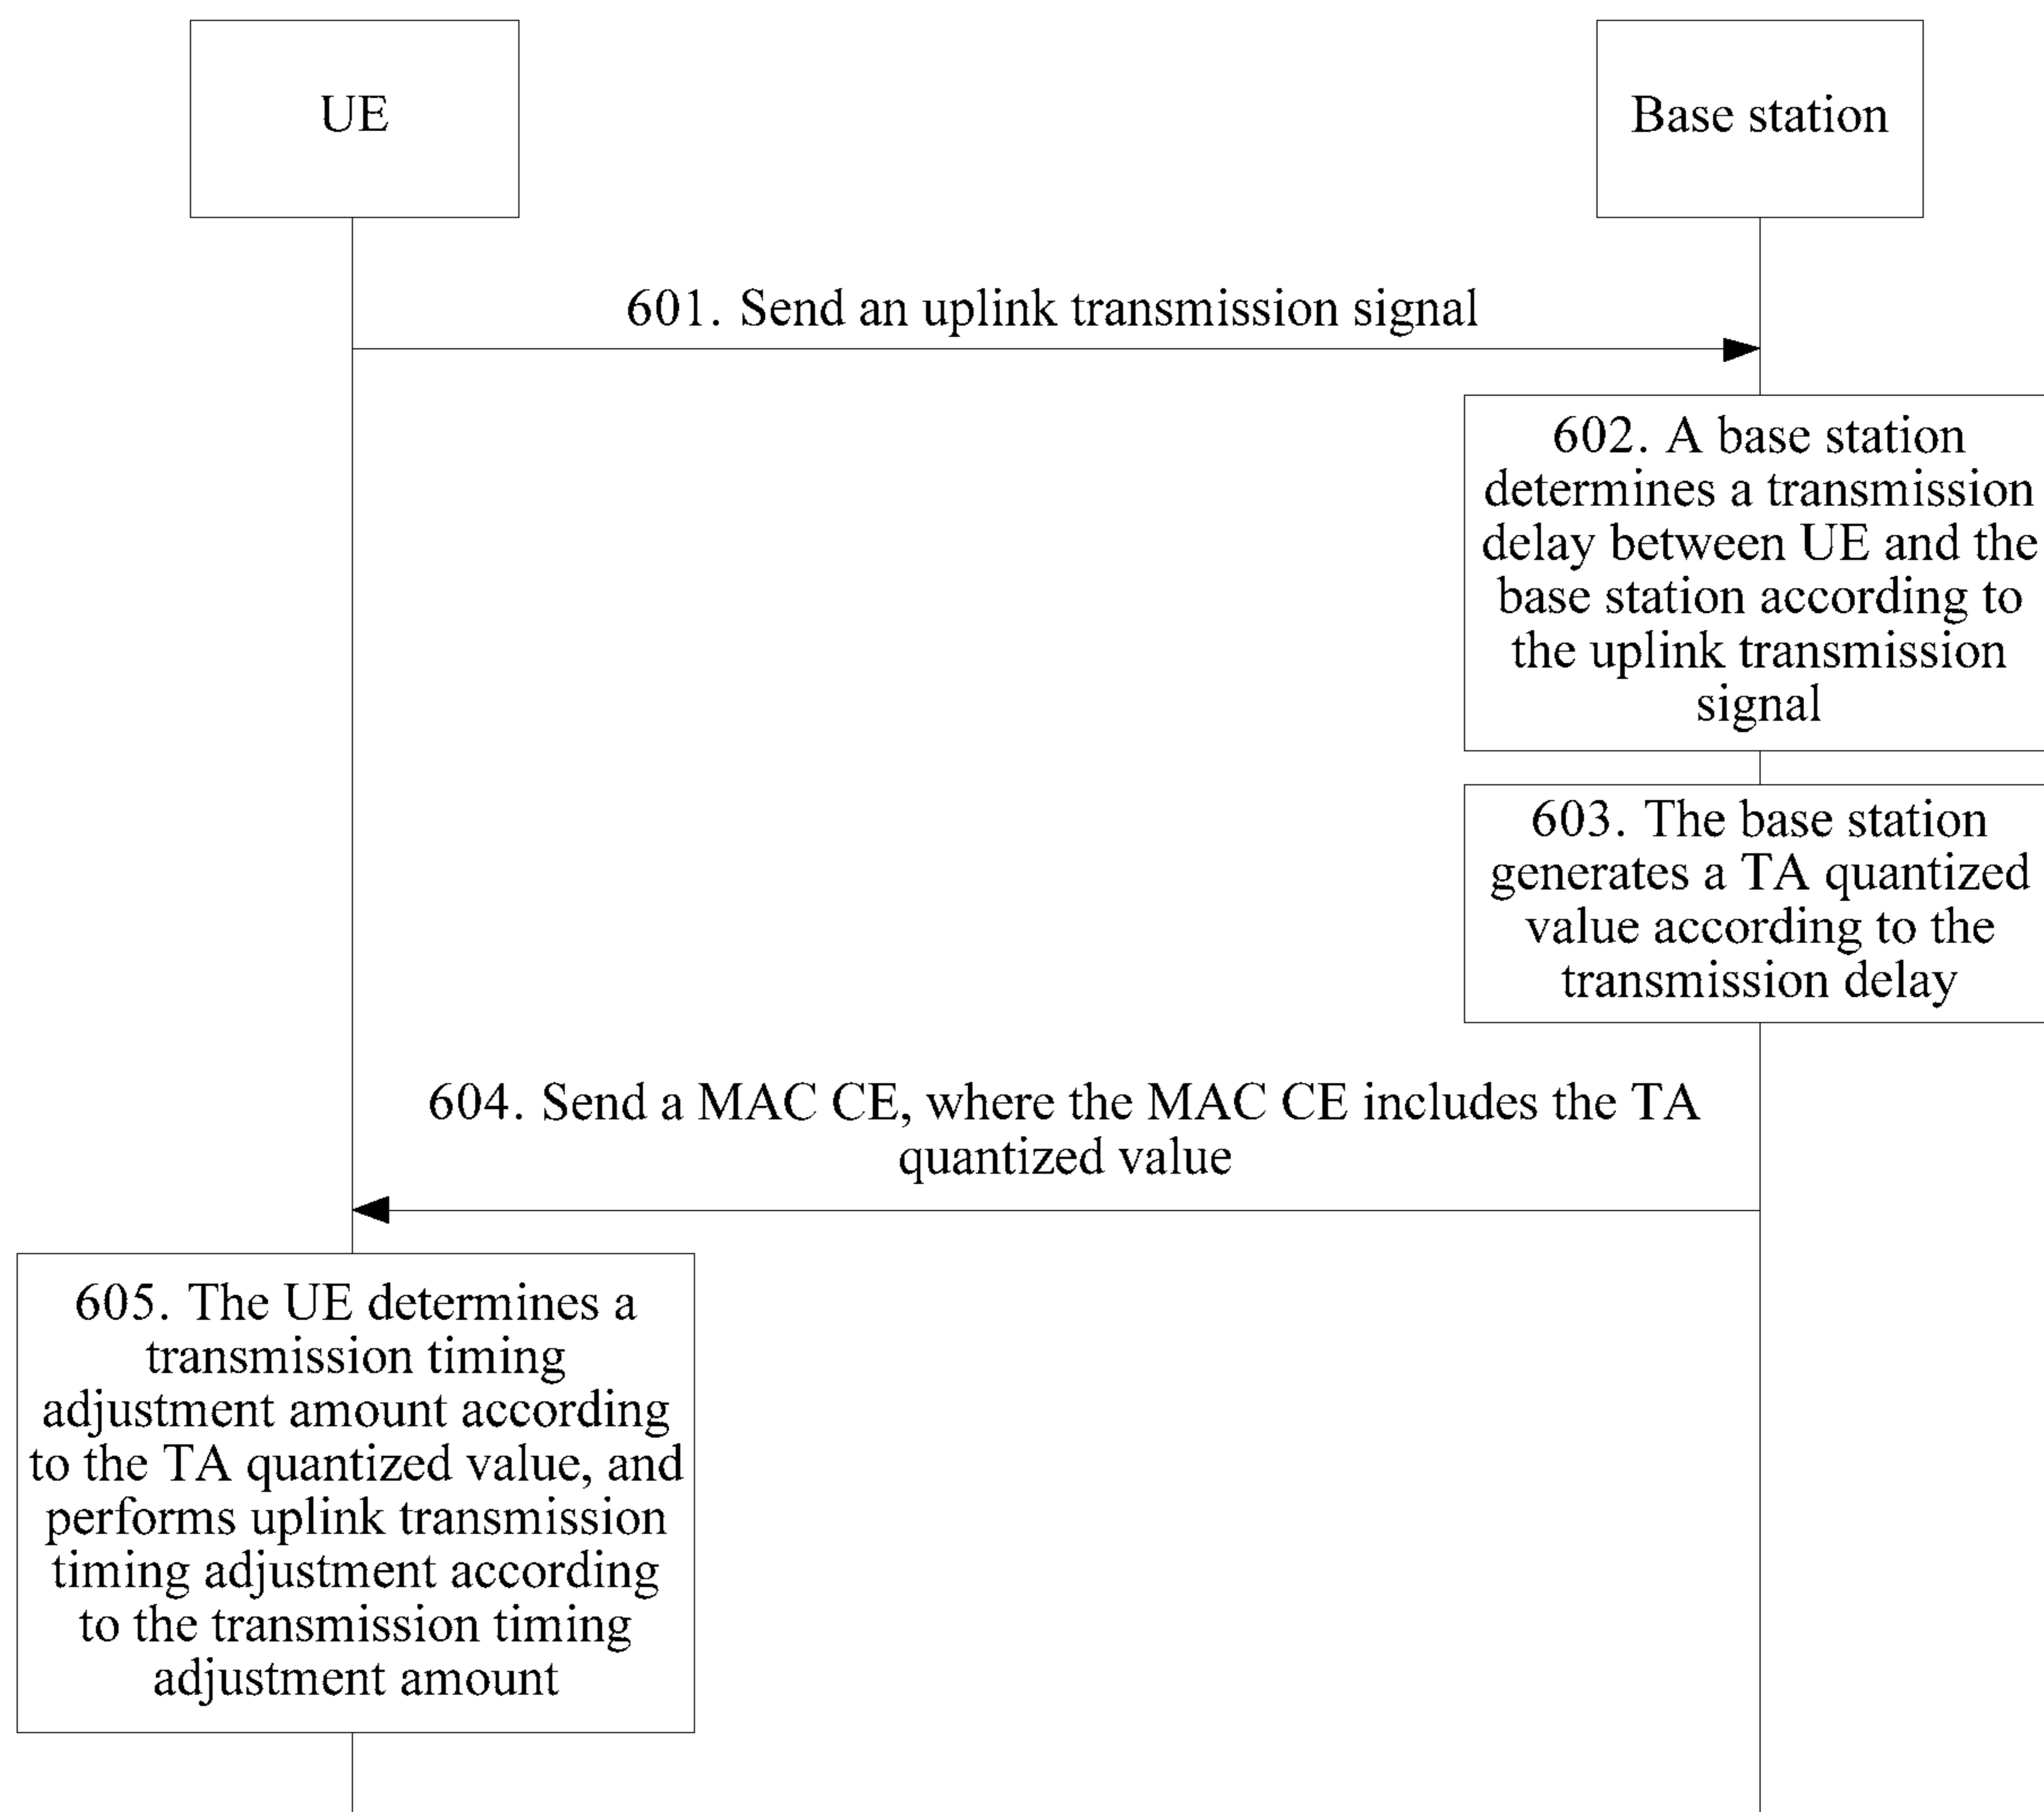 UE
Base station
601. Send an uplink transmission signal
602. A base station
determines a transmission
delay between UE and the
base station according to
the uplink transmission
signal
603. The base station
generates a TA quantized
value according to the
transmission delay
604. Send a MAC CE, where the MAC CE includes the TA
quantized value
605. The UE determines a
transmission timing
adjustment amount according
to the TA quantized value, and
performs uplink transmission
timing adjustment according
to the transmission timing
adjustment amount